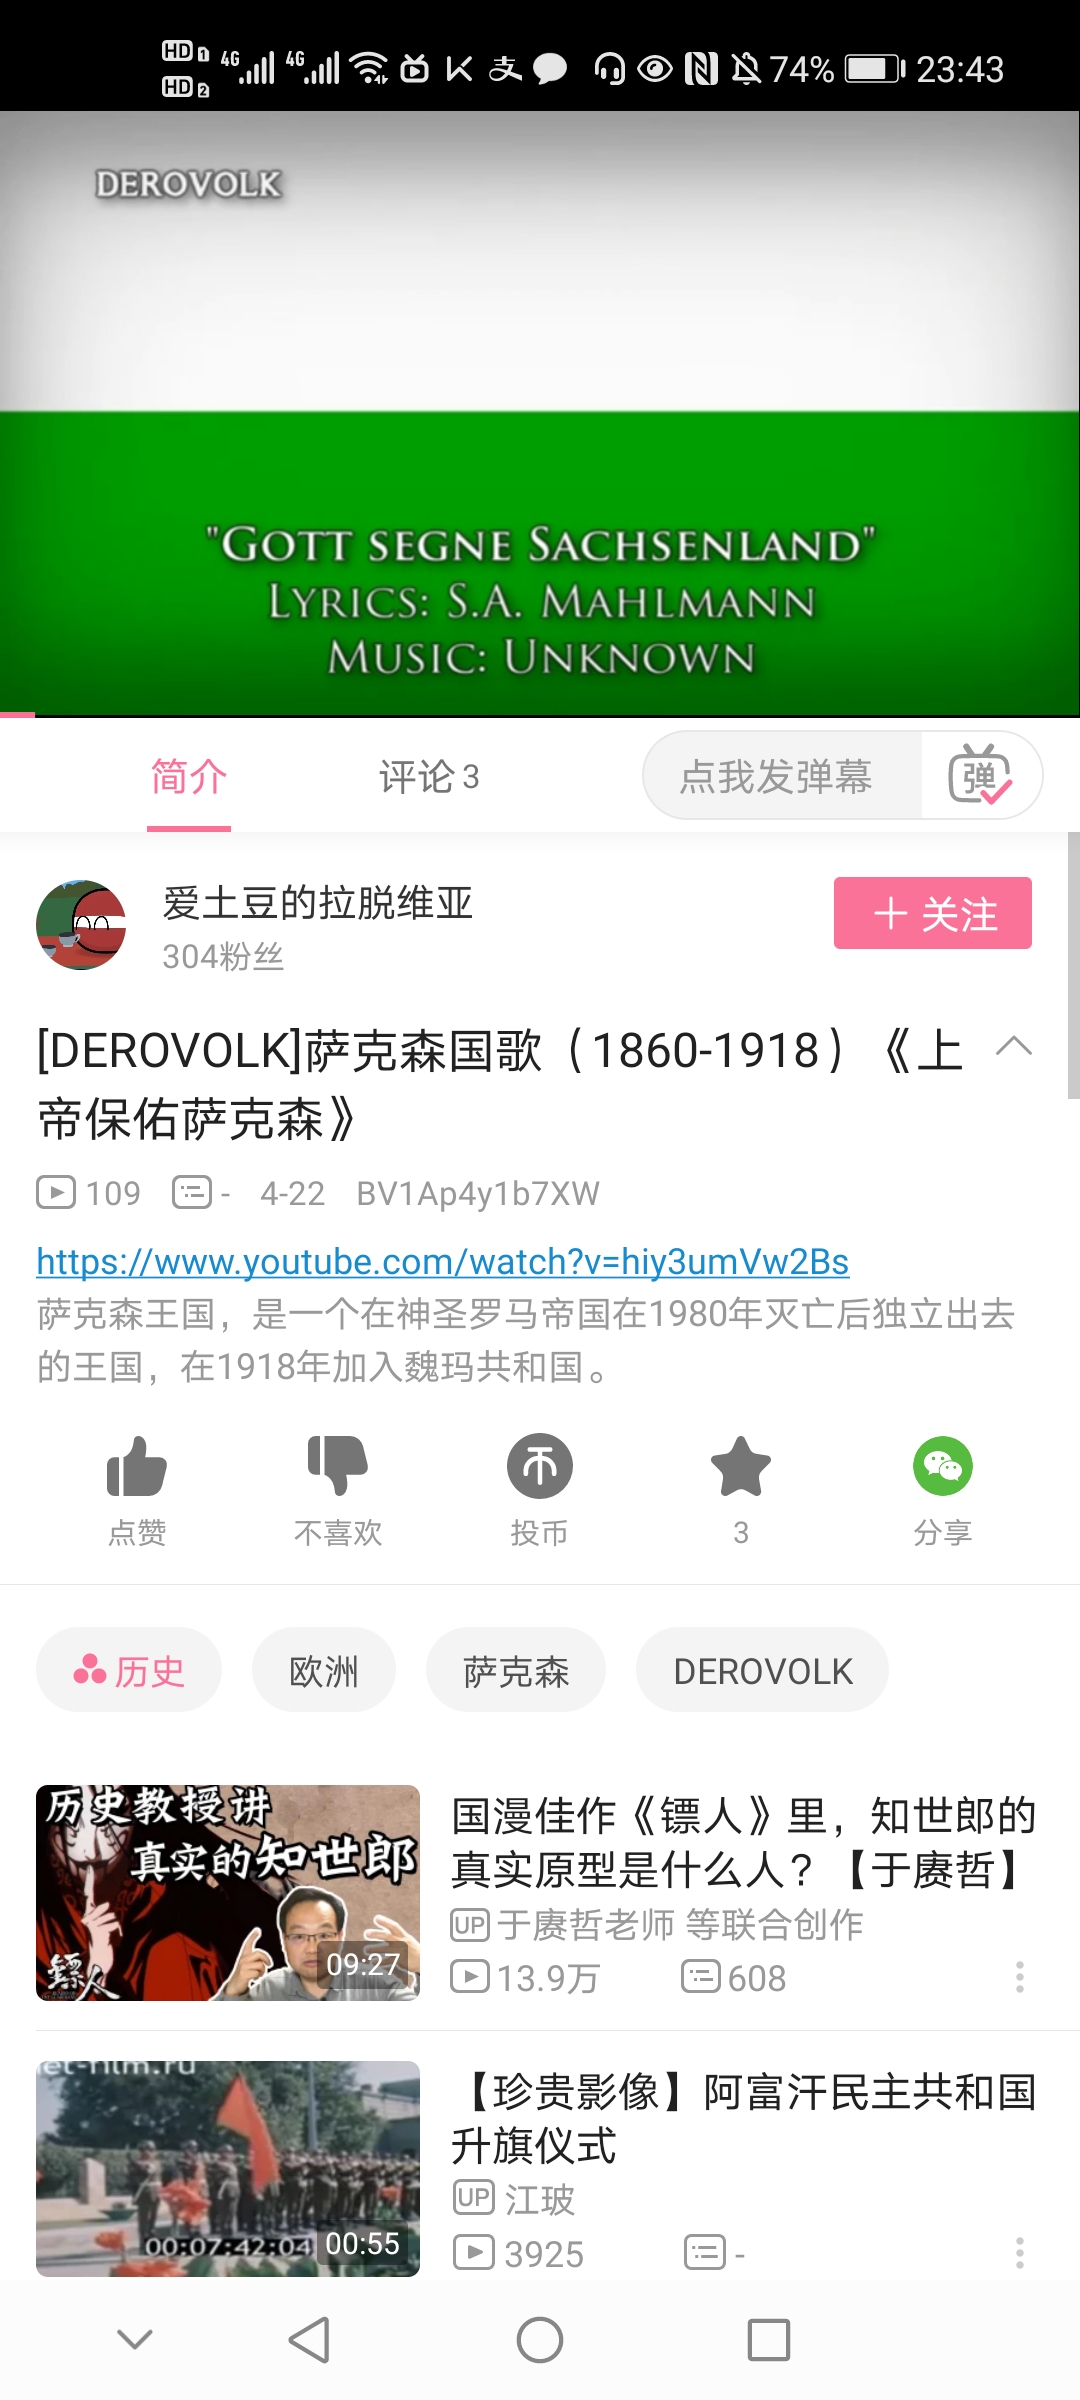 HD 1 4G 4G 74% 23:43
HD 2
DEROVOLK
"GOTT SEGNE SACHSENLAND"
LYRICS: S.A. MAHLMANN
MUSIC: UNKNOWN
简介 评论 3 点我发弹幕 弹
爱土豆的拉脱维亚
304粉丝
+ 关注
[DEROVOLK]萨克森国歌（1860-1918）《上
帝保佑萨克森》
109 - 4-22 BV1Ap4y1b7XW
https://www.youtube.com/watch?v=hiy3umVw2Bs
萨克森王国，是一个在神圣罗马帝国在1980年灭亡后独立出去
的王国，在1918年加入魏玛共和国。
点赞 不喜欢 投币 3 分享
历史 欧洲 萨克森 DEROVOLK
历史教授讲
真实的知世郎
镖人
09:27
国漫佳作《镖人》里，知世郎的
真实原型是什么人？【于赓哲】
UP 于赓哲老师 等联合创作
13.9万 608
et-film.ru
00:07:42:04
00:55
【珍贵影像】阿富汗民主共和国
升旗仪式
UP 江玻
3925 -